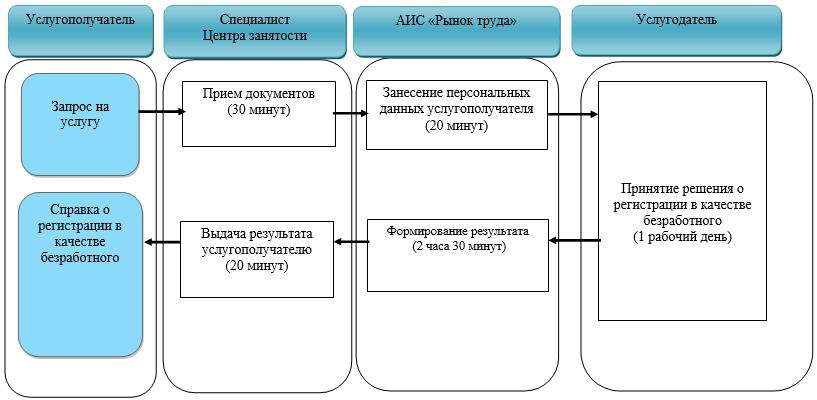 Услугополучатель
Специалист
Центра занятости
АИС «Рынок труда»
Услугодатель
Запрос на
услугу
Прием документов
(30 минут)
Занесение персональных
данных услугополучателя
(20 минут)
Принятие решения о
регистрации в качестве
безработного
(1 рабочий день)
Формирование результата
(2 часа 30 минут)
Выдача результата
услугополучателю
(20 минут)
Справка о
регистрации в
качестве
безработного